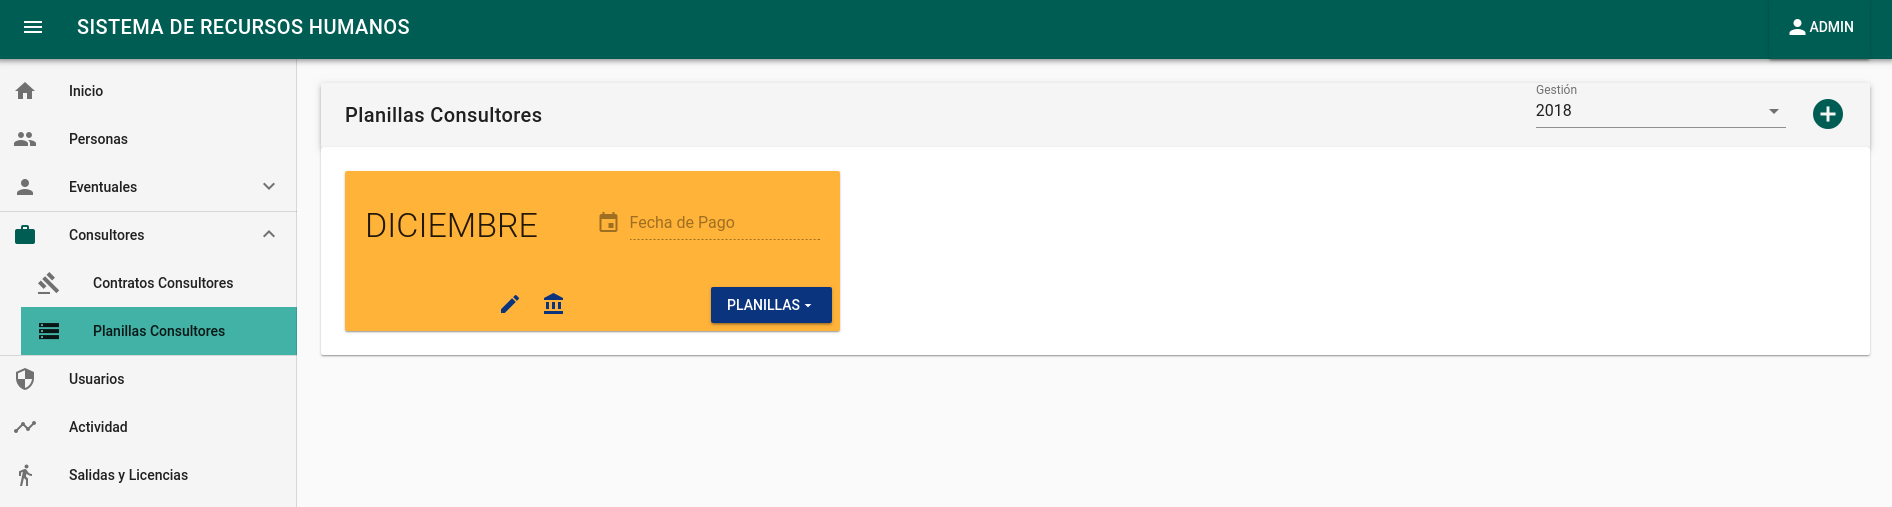 SISTEMA DE RECURSOS HUMANOS
ADMIN
Inicio
Personas
Eventuales
Consultores
Contratos Consultores
Planillas Consultores
Usuarios
Actividad
Salidas y Licencias
Planillas Consultores
Gestión
2018
DICIEMBRE
Fecha de Pago
PLANILLAS